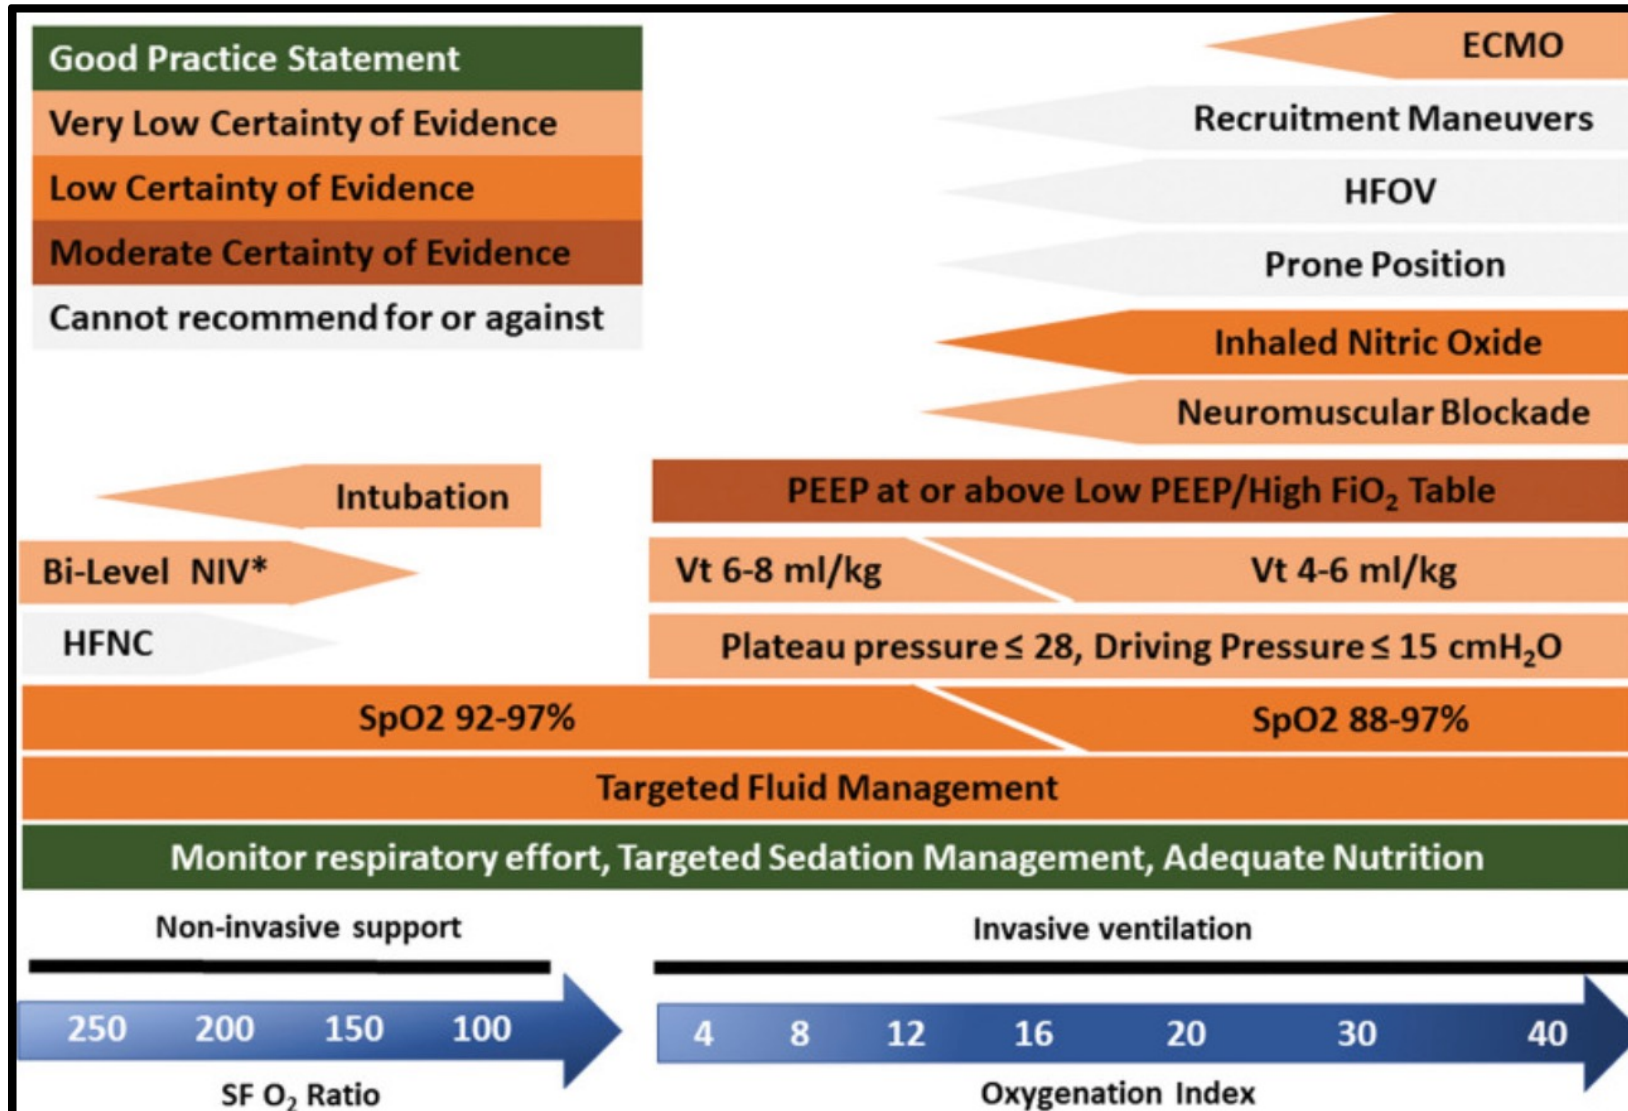 Good Practice Statement
Very Low Certainty of Evidence
Low Certainty of Evidence
Moderate Certainty of Evidence
Cannot recommend for or against
ECMO
Recruitment Maneuvers
HFOV
Prone Position
Inhaled Nitric Oxide
Neuromuscular Blockade
Intubation
PEEP at or above Low PEEP/High FiO₂ Table
Bi-Level NIV*
Vt 6-8 ml/kg
Vt 4-6 ml/kg
HFNC
Plateau pressure ≤ 28, Driving Pressure ≤ 15 cmH₂O
SpO2 92-97%
SpO2 88-97%
Targeted Fluid Management
Monitor respiratory effort, Targeted Sedation Management, Adequate Nutrition
Non-invasive support
Invasive ventilation
250 200 150 100
4 8 12 16 20 30 40
SF O₂ Ratio
Oxygenation Index